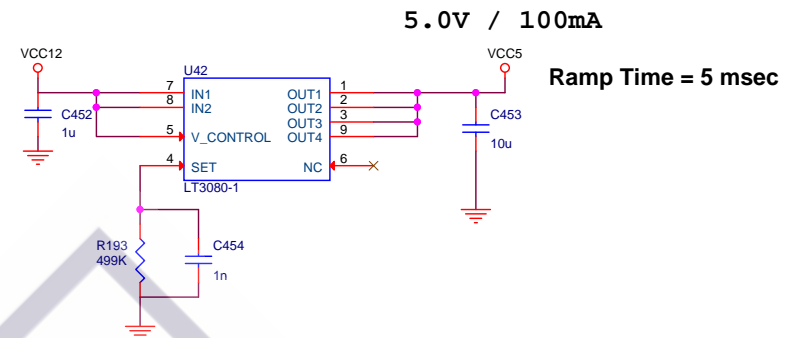 5.0V / 100mA
VCC12
VCC5
Ramp Time = 5 msec
U42
7 IN1 OUT1 1
8 IN2 OUT2 2
OUT3 3
5 V_CONTROL OUT4 9
4 SET NC 6
LT3080-1
C452
1u
C453
10u
R193
499K
C454
1n